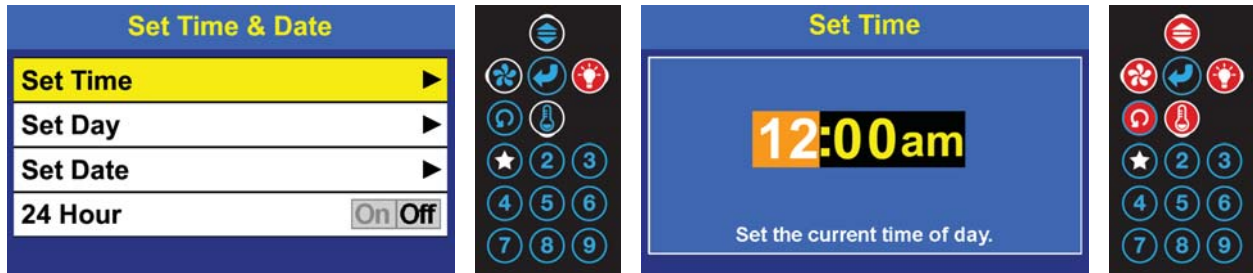 Set Time & Date
Set Time
Set Day
Set Date
24 Hour On Off
2 3
4 5 6
7 8 9
Set Time
12:00am
Set the current time of day.
2 3
4 5 6
7 8 9